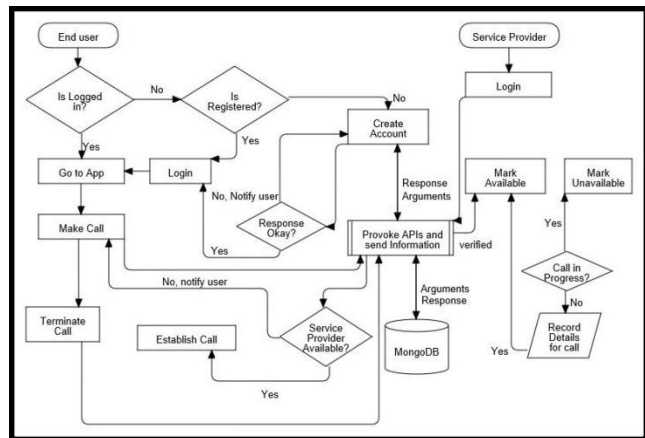 End user
Service Provider
Is Logged
in?
No
Is
Registered?
No
Login
Yes
Yes
Create
Account
Go to App
Login
Mark
Available
Mark
Unavailable
No, Notify user
Response
Arguments
Make Call
Response
Okay?
Yes
Provoke APIs and
send Information
verified
Yes
Call in
Progress?
No, notify user
Arguments
Response
No
Terminate
Call
Establish Call
Service
Provider
Available?
MongoDB
Yes
Record
Details
for call
Yes